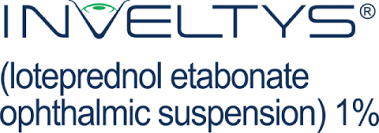 INVELTYS®
(loteprednol etabonate
ophthalmic suspension) 1%